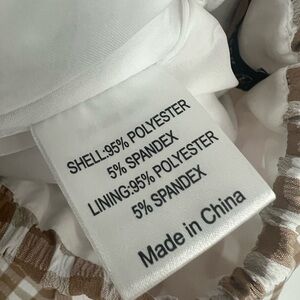 SHELL:95% POLYESTER
5% SPANDEX
LINING:95% POLYESTER
5% SPANDEX
Made in China